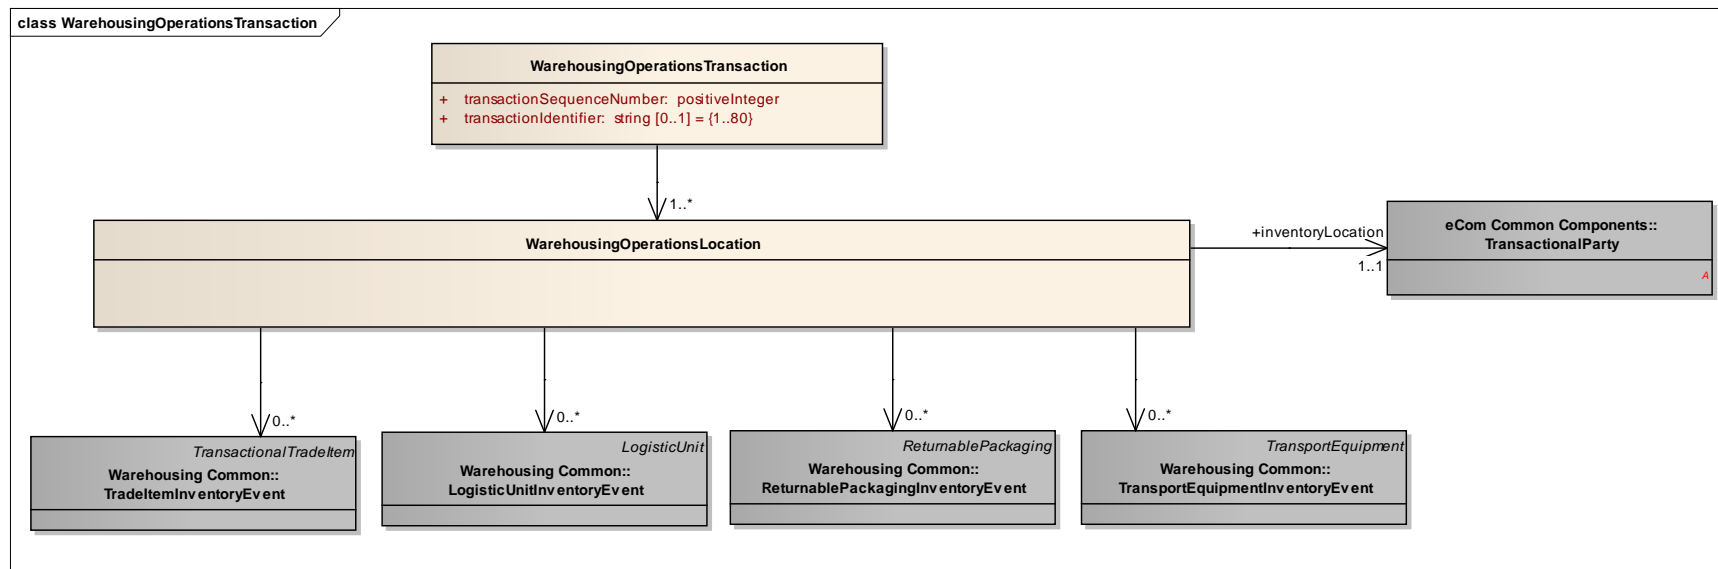 class WarehousingOperationsTransaction
WarehousingOperationsTransaction
+ transactionSequenceNumber: positiveInteger
+ transactionIdentifier: string [0..1] = {1..80}
1..*
WarehousingOperationsLocation
+inventoryLocation
1..1
eCom Common Components::
TransactionalParty
A
0..*
0..*
0..*
0..*
TransactionalTradeItem
Warehousing Common::
TradeItemInventoryEvent
LogisticUnit
Warehousing Common::
LogisticUnitInventoryEvent
ReturnablePackaging
Warehousing Common::
ReturnablePackagingInventoryEvent
TransportEquipment
Warehousing Common::
TransportEquipmentInventoryEvent